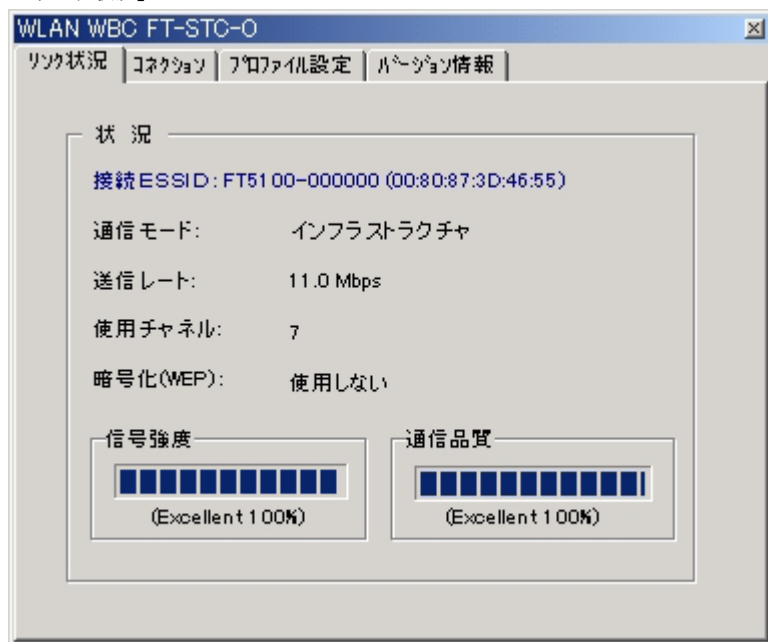 WLAN WBC FT-STC-O
リンク状況 コネクション プロファイル設定 バージョン情報
状 況
接続ESSID:FT5100-000000 (00:80:87:3D:46:55)
通信モード: インフラストラクチャ
送信レート: 11.0 Mbps
使用チャネル: 7
暗号化(WEP): 使用しない
信号強度 通信品質
(Excellent 100%) (Excellent 100%)